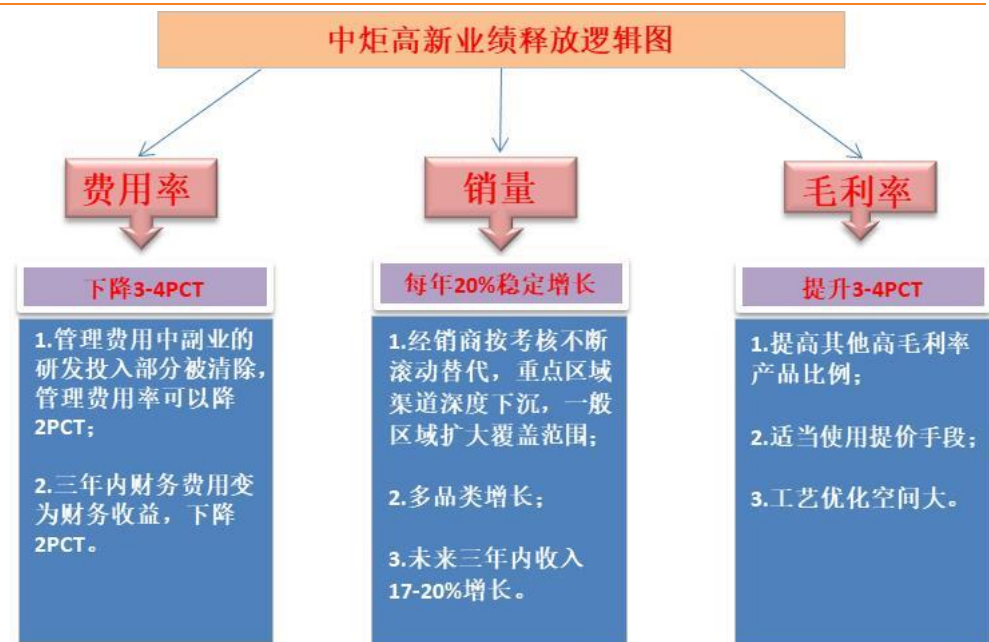 中炬高新业绩释放逻辑图
费用率
下降3-4PCT
1.管理费用中副业的
研发投入部分被清除，
管理费用率可以降
2PCT；
2.三年内财务费用变
为财务收益，下降
2PCT。
销量
每年20%稳定增长
1.经销商按考核不断
滚动替代，重点区域
渠道深度下沉，一般
区域扩大覆盖范围；
2.多品类增长；
3.未来三年内收入
17-20%增长。
毛利率
提升3-4PCT
1.提高其他高毛利率
产品比例；
2.适当使用提价手段；
3.工艺优化空间大。